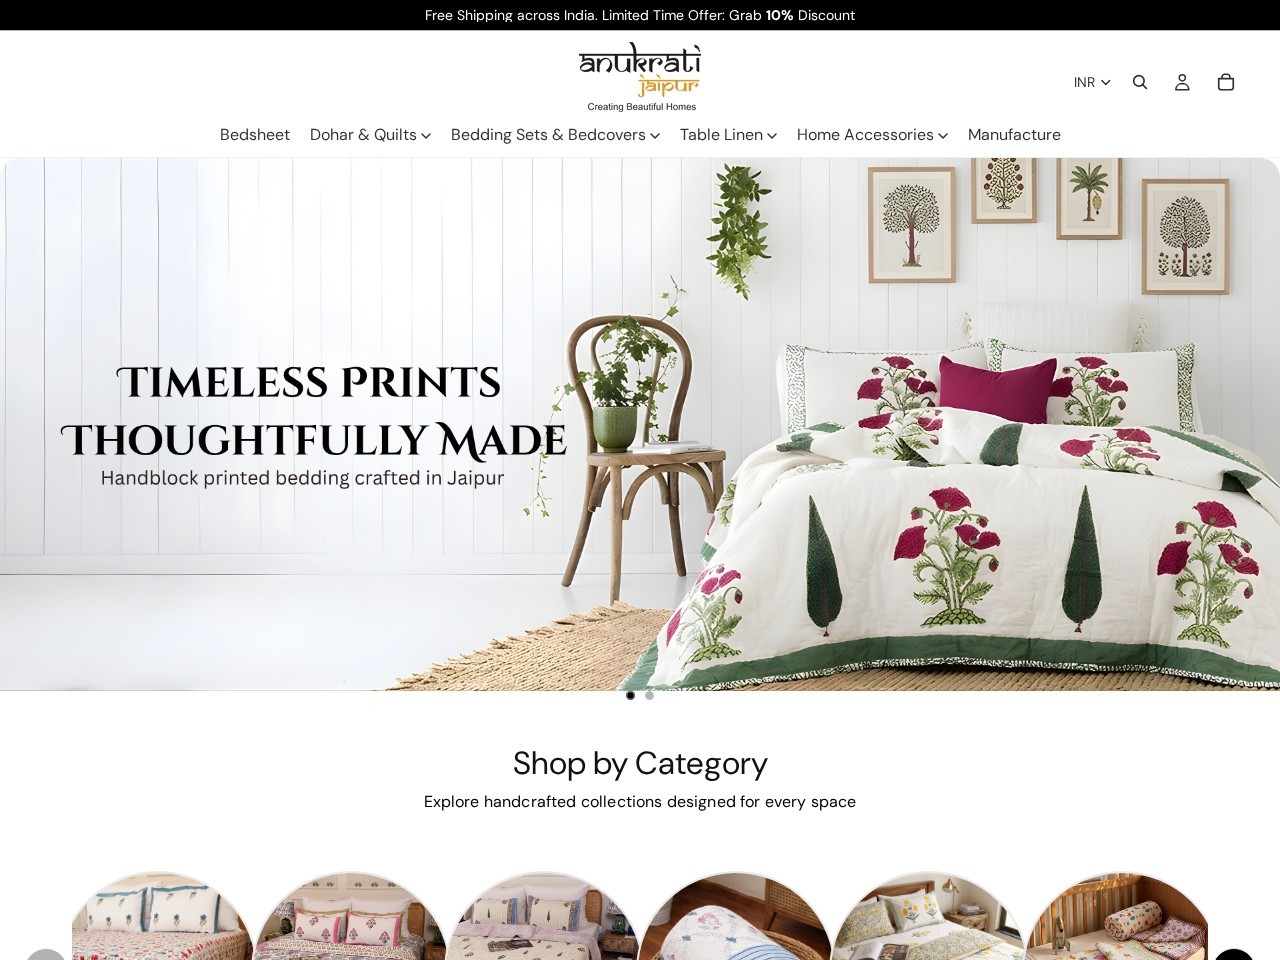 Free Shipping across India. Limited Time Offer: Grab 10% Discount
anukrati
jaipur
Creating Beautiful Homes
INR
Bedsheet Dohar & Quilts Bedding Sets & Bedcovers Table Linen Home Accessories Manufacture
Timeless Prints
Thoughtfully Made
Handblock printed bedding crafted in Jaipur
Shop by Category
Explore handcrafted collections designed for every space